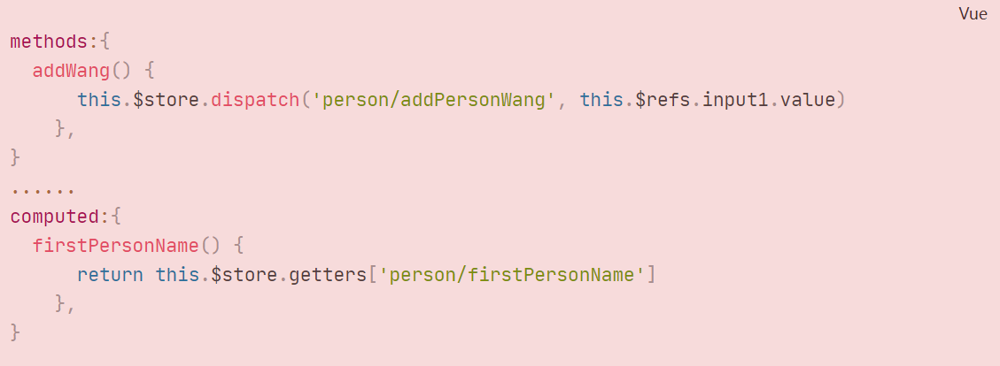 Vue
methods:{
  addWang() {
      this.$store.dispatch('person/addPersonWang', this.$refs.input1.value)
    },
}
......
computed:{
  firstPersonName() {
      return this.$store.getters['person/firstPersonName']
    },
}